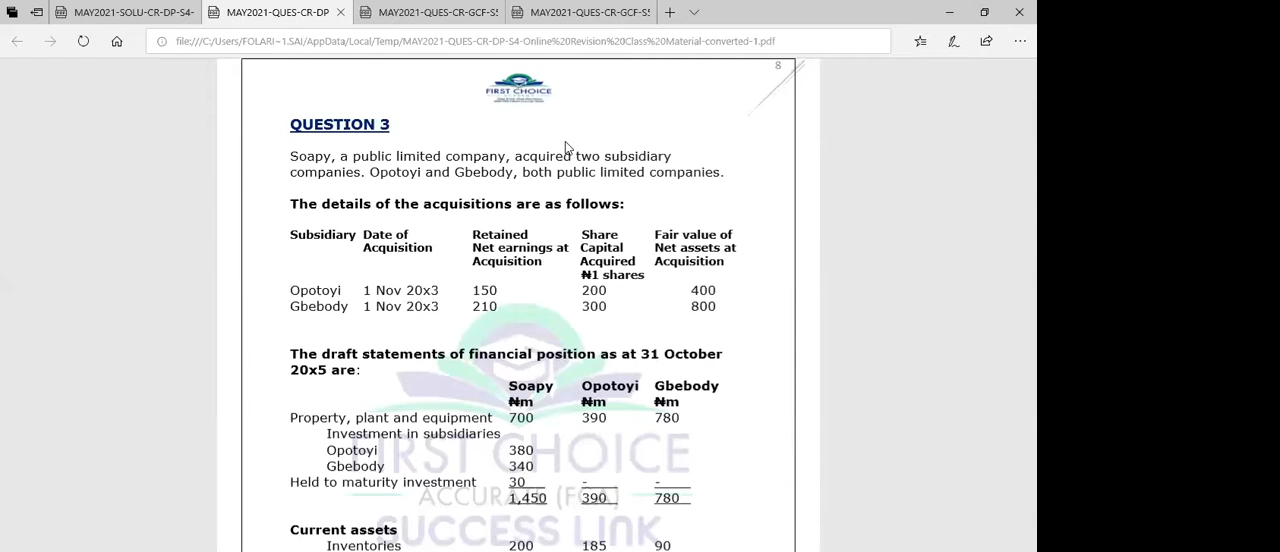 MAY2021-SOLU-CR-DP-S4-
MAY2021-QUES-CR-DP
MAY2021-QUES-CR-GCF-S5
MAY2021-QUES-CR-GCF-S5
file:///C:/Users/FOLARI~1.SAI/AppData/Local/Temp/MAY2021-QUES-CR-DP-S4-Online%20Revision%20Class%20Material-converted-1.pdf
8
FIRST CHOICE
QUESTION 3
Soapy, a public limited company, acquired two subsidiary
companies. Opotoyi and Gbebody, both public limited companies.
The details of the acquisitions are as follows:
Subsidiary Date of Retained Share Fair value of
Acquisition Net earnings at Capital Net assets at
Acquisition Acquired Acquisition
₦1 shares
Opotoyi 1 Nov 20x3 150 200 400
Gbebody 1 Nov 20x3 210 300 800
The draft statements of financial position as at 31 October
20x5 are:
Soapy Opotoyi Gbebody
₦m ₦m ₦m
Property, plant and equipment 700 390 780
Investment in subsidiaries
Opotoyi 380
Gbebody 340
Held to maturity investment 30 - -
1,450 390 780
FIRST CHOICE
ACCURATE (FCA)
SUCCESS LINK
Current assets
Inventories 200 185 90